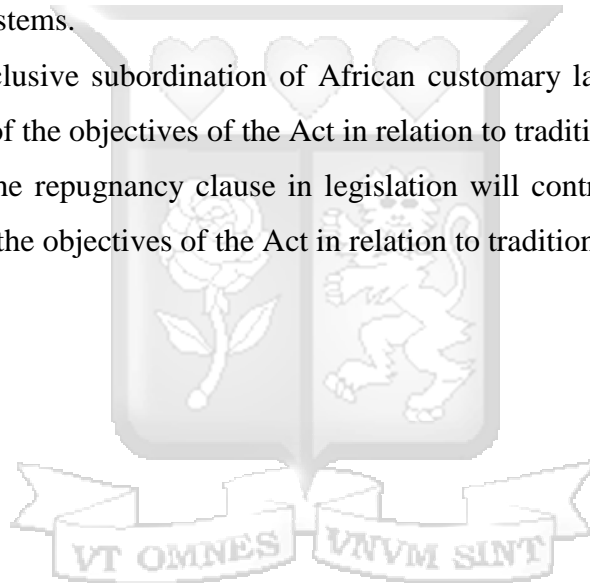 stems.
clusive subordination of African customary la
of the objectives of the Act in relation to traditi
he repugnancy clause in legislation will contr
the objectives of the Act in relation to tradition
VT OMNES VNVM SINT